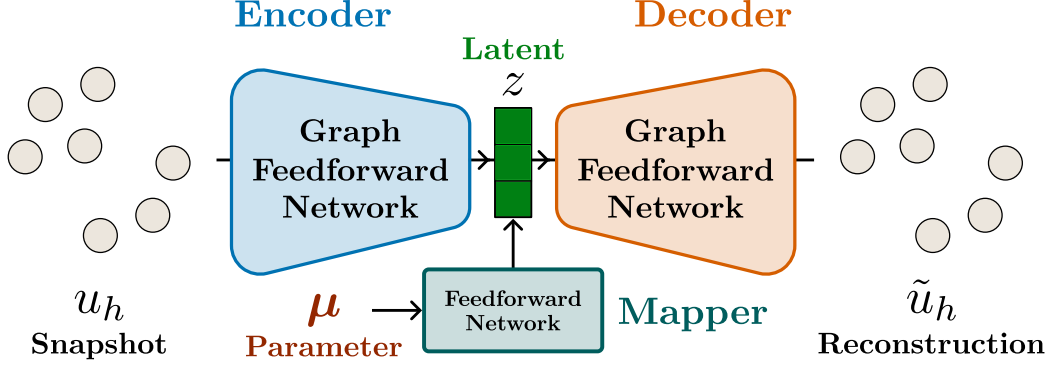 Encoder
Decoder
Latent
z
Graph
Feedforward
Network
Graph
Feedforward
Network
u_h
Snapshot
μ
Parameter
Feedforward
Network
Mapper
ũ_h
Reconstruction